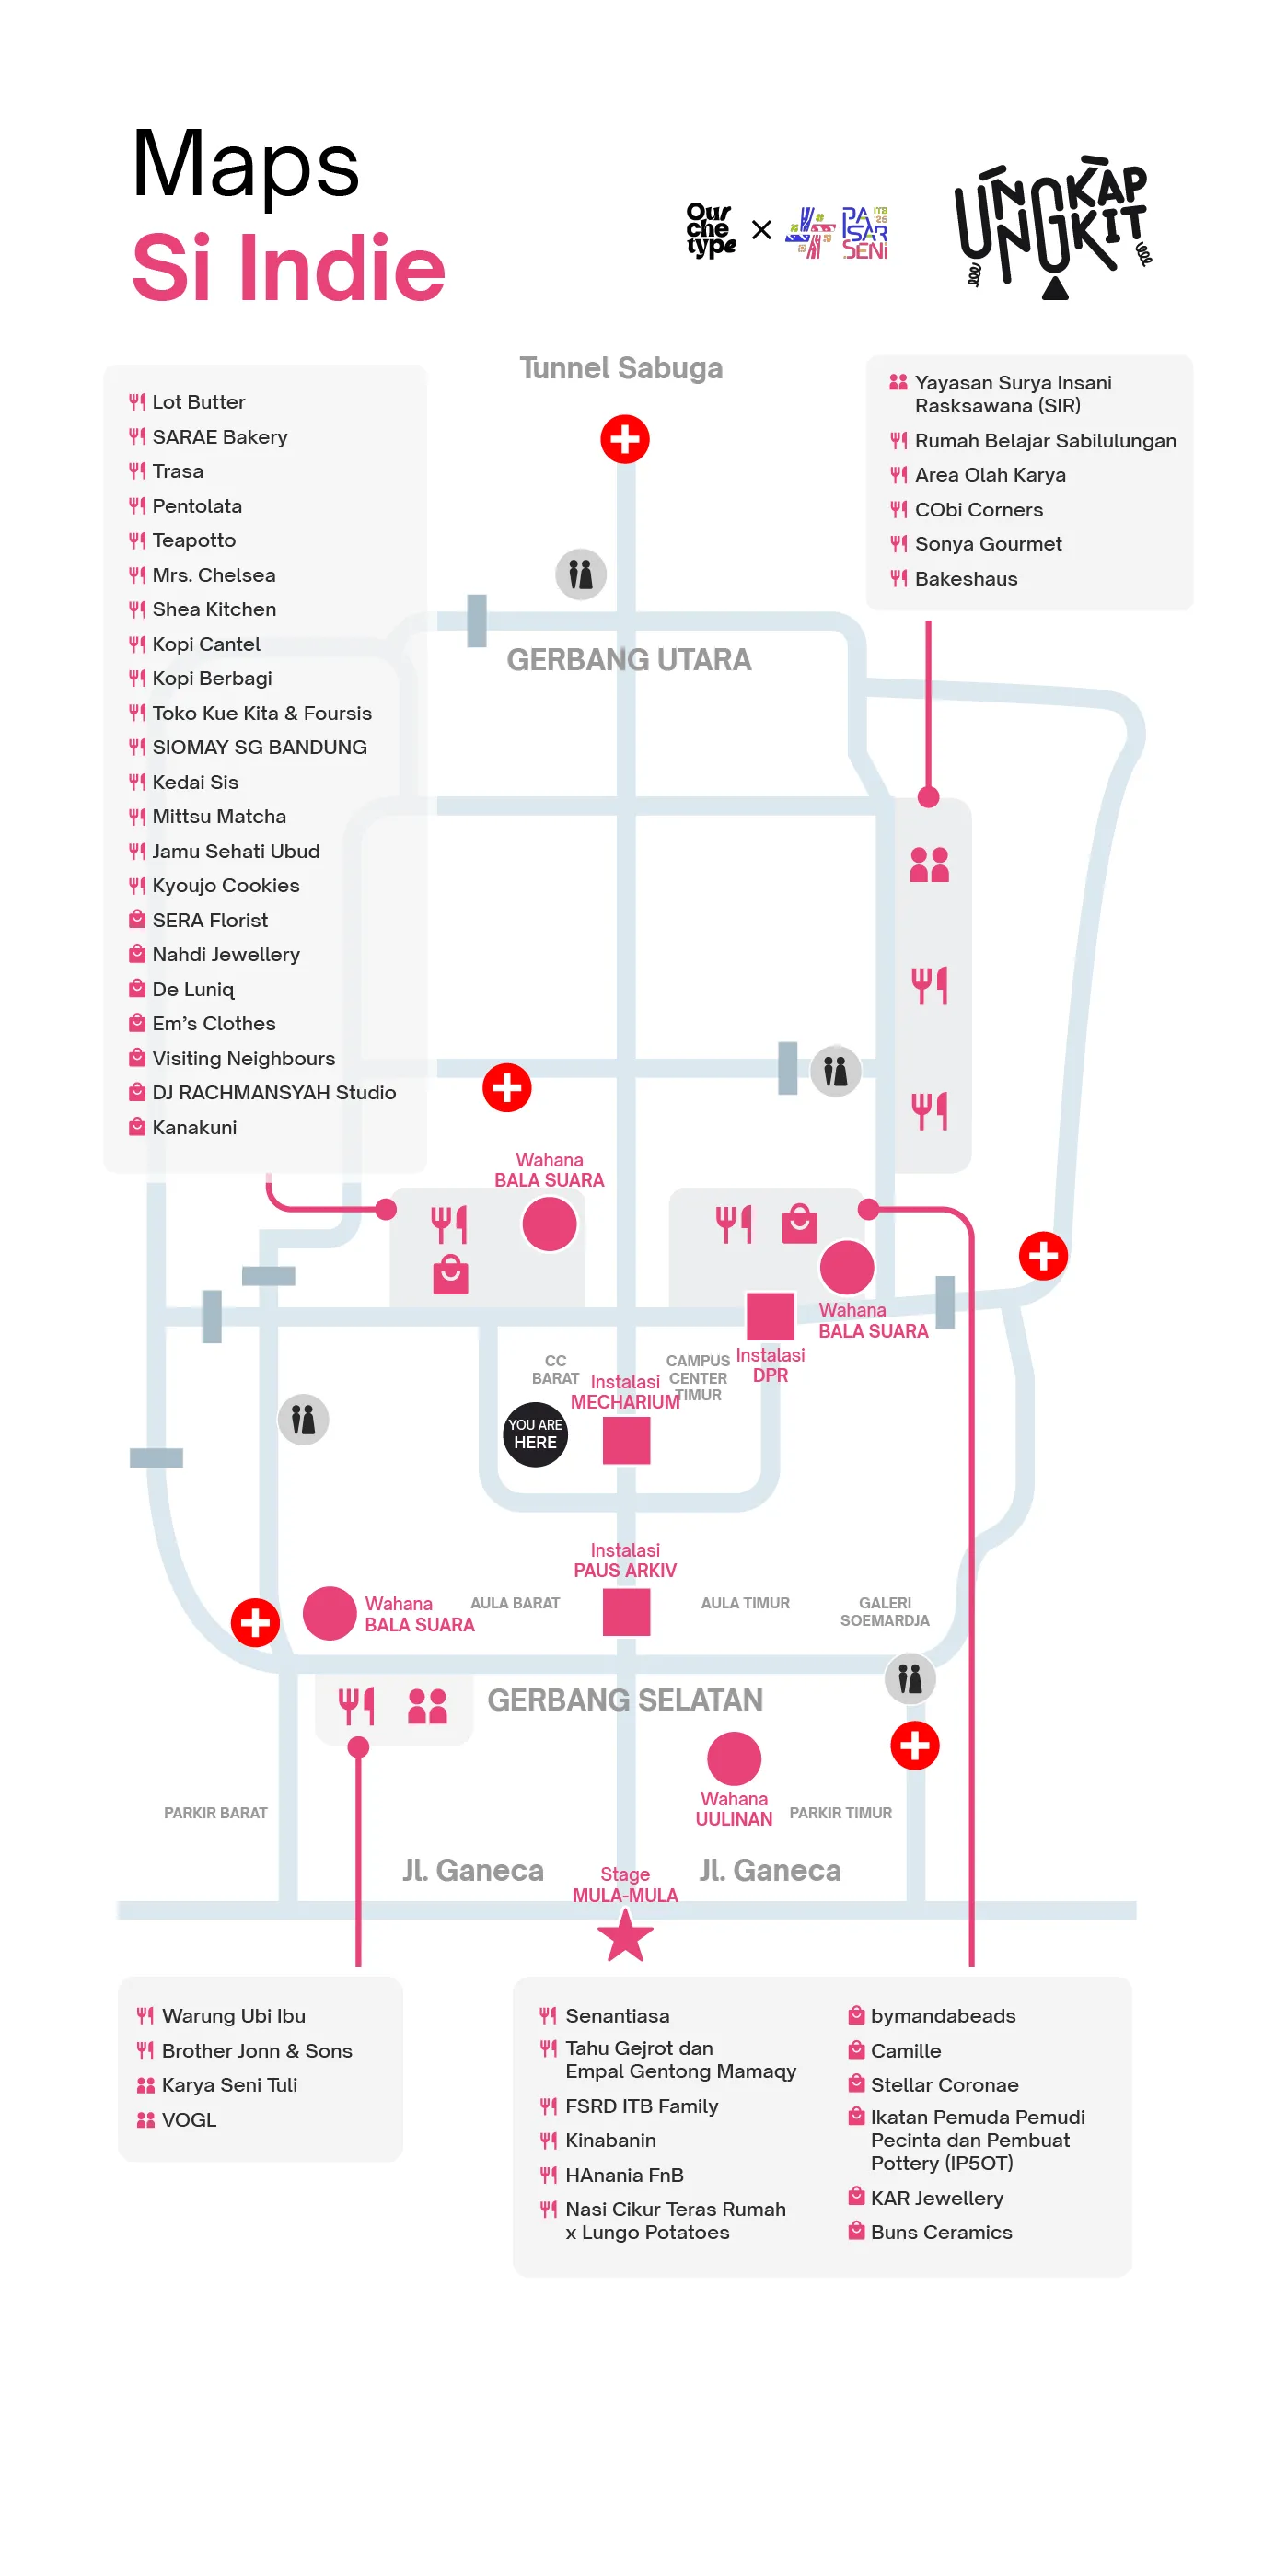 Maps
Si Indie
Our
che
type
×
PA
SAR
SENI
ITB
'25
UNGKAP
UNGKIT
Tunnel Sabuga
Lot Butter
SARAE Bakery
Trasa
Pentolata
Teapotto
Mrs. Chelsea
Shea Kitchen
Kopi Cantel
Kopi Berbagi
Toko Kue Kita & Foursis
SIOMAY SG BANDUNG
Kedai Sis
Mittsu Matcha
Jamu Sehati Ubud
Kyoujo Cookies
SERA Florist
Nahdi Jewellery
De Luniq
Em's Clothes
Visiting Neighbours
DJ RACHMANSYAH Studio
Kanakuni
Yayasan Surya Insani
Rasksawana (SIR)
Rumah Belajar Sabilulungan
Area Olah Karya
CObi Corners
Sonya Gourmet
Bakeshaus
GERBANG UTARA
Wahana
BALA SUARA
Wahana
BALA SUARA
Instalasi
DPR
CC
BARAT
CAMPUS
CENTER
TIMUR
Instalasi
MECHARIUM
YOU ARE
HERE
Instalasi
PAUS ARKIV
Wahana
BALA SUARA
AULA BARAT
AULA TIMUR
GALERI
SOEMARDJA
GERBANG SELATAN
Wahana
UULINAN
PARKIR BARAT
PARKIR TIMUR
Jl. Ganeca
Jl. Ganeca
Stage
MULA-MULA
Warung Ubi Ibu
Brother Jonn & Sons
Karya Seni Tuli
VOGL
Senantiasa
Tahu Gejrot dan
Empal Gentong Mamaqy
FSRD ITB Family
Kinabanin
HAnania FnB
Nasi Cikur Teras Rumah
x Lungo Potatoes
bymandabeads
Camille
Stellar Coronae
Ikatan Pemuda Pemudi
Pecinta dan Pembuat
Pottery (IP5OT)
KAR Jewellery
Buns Ceramics